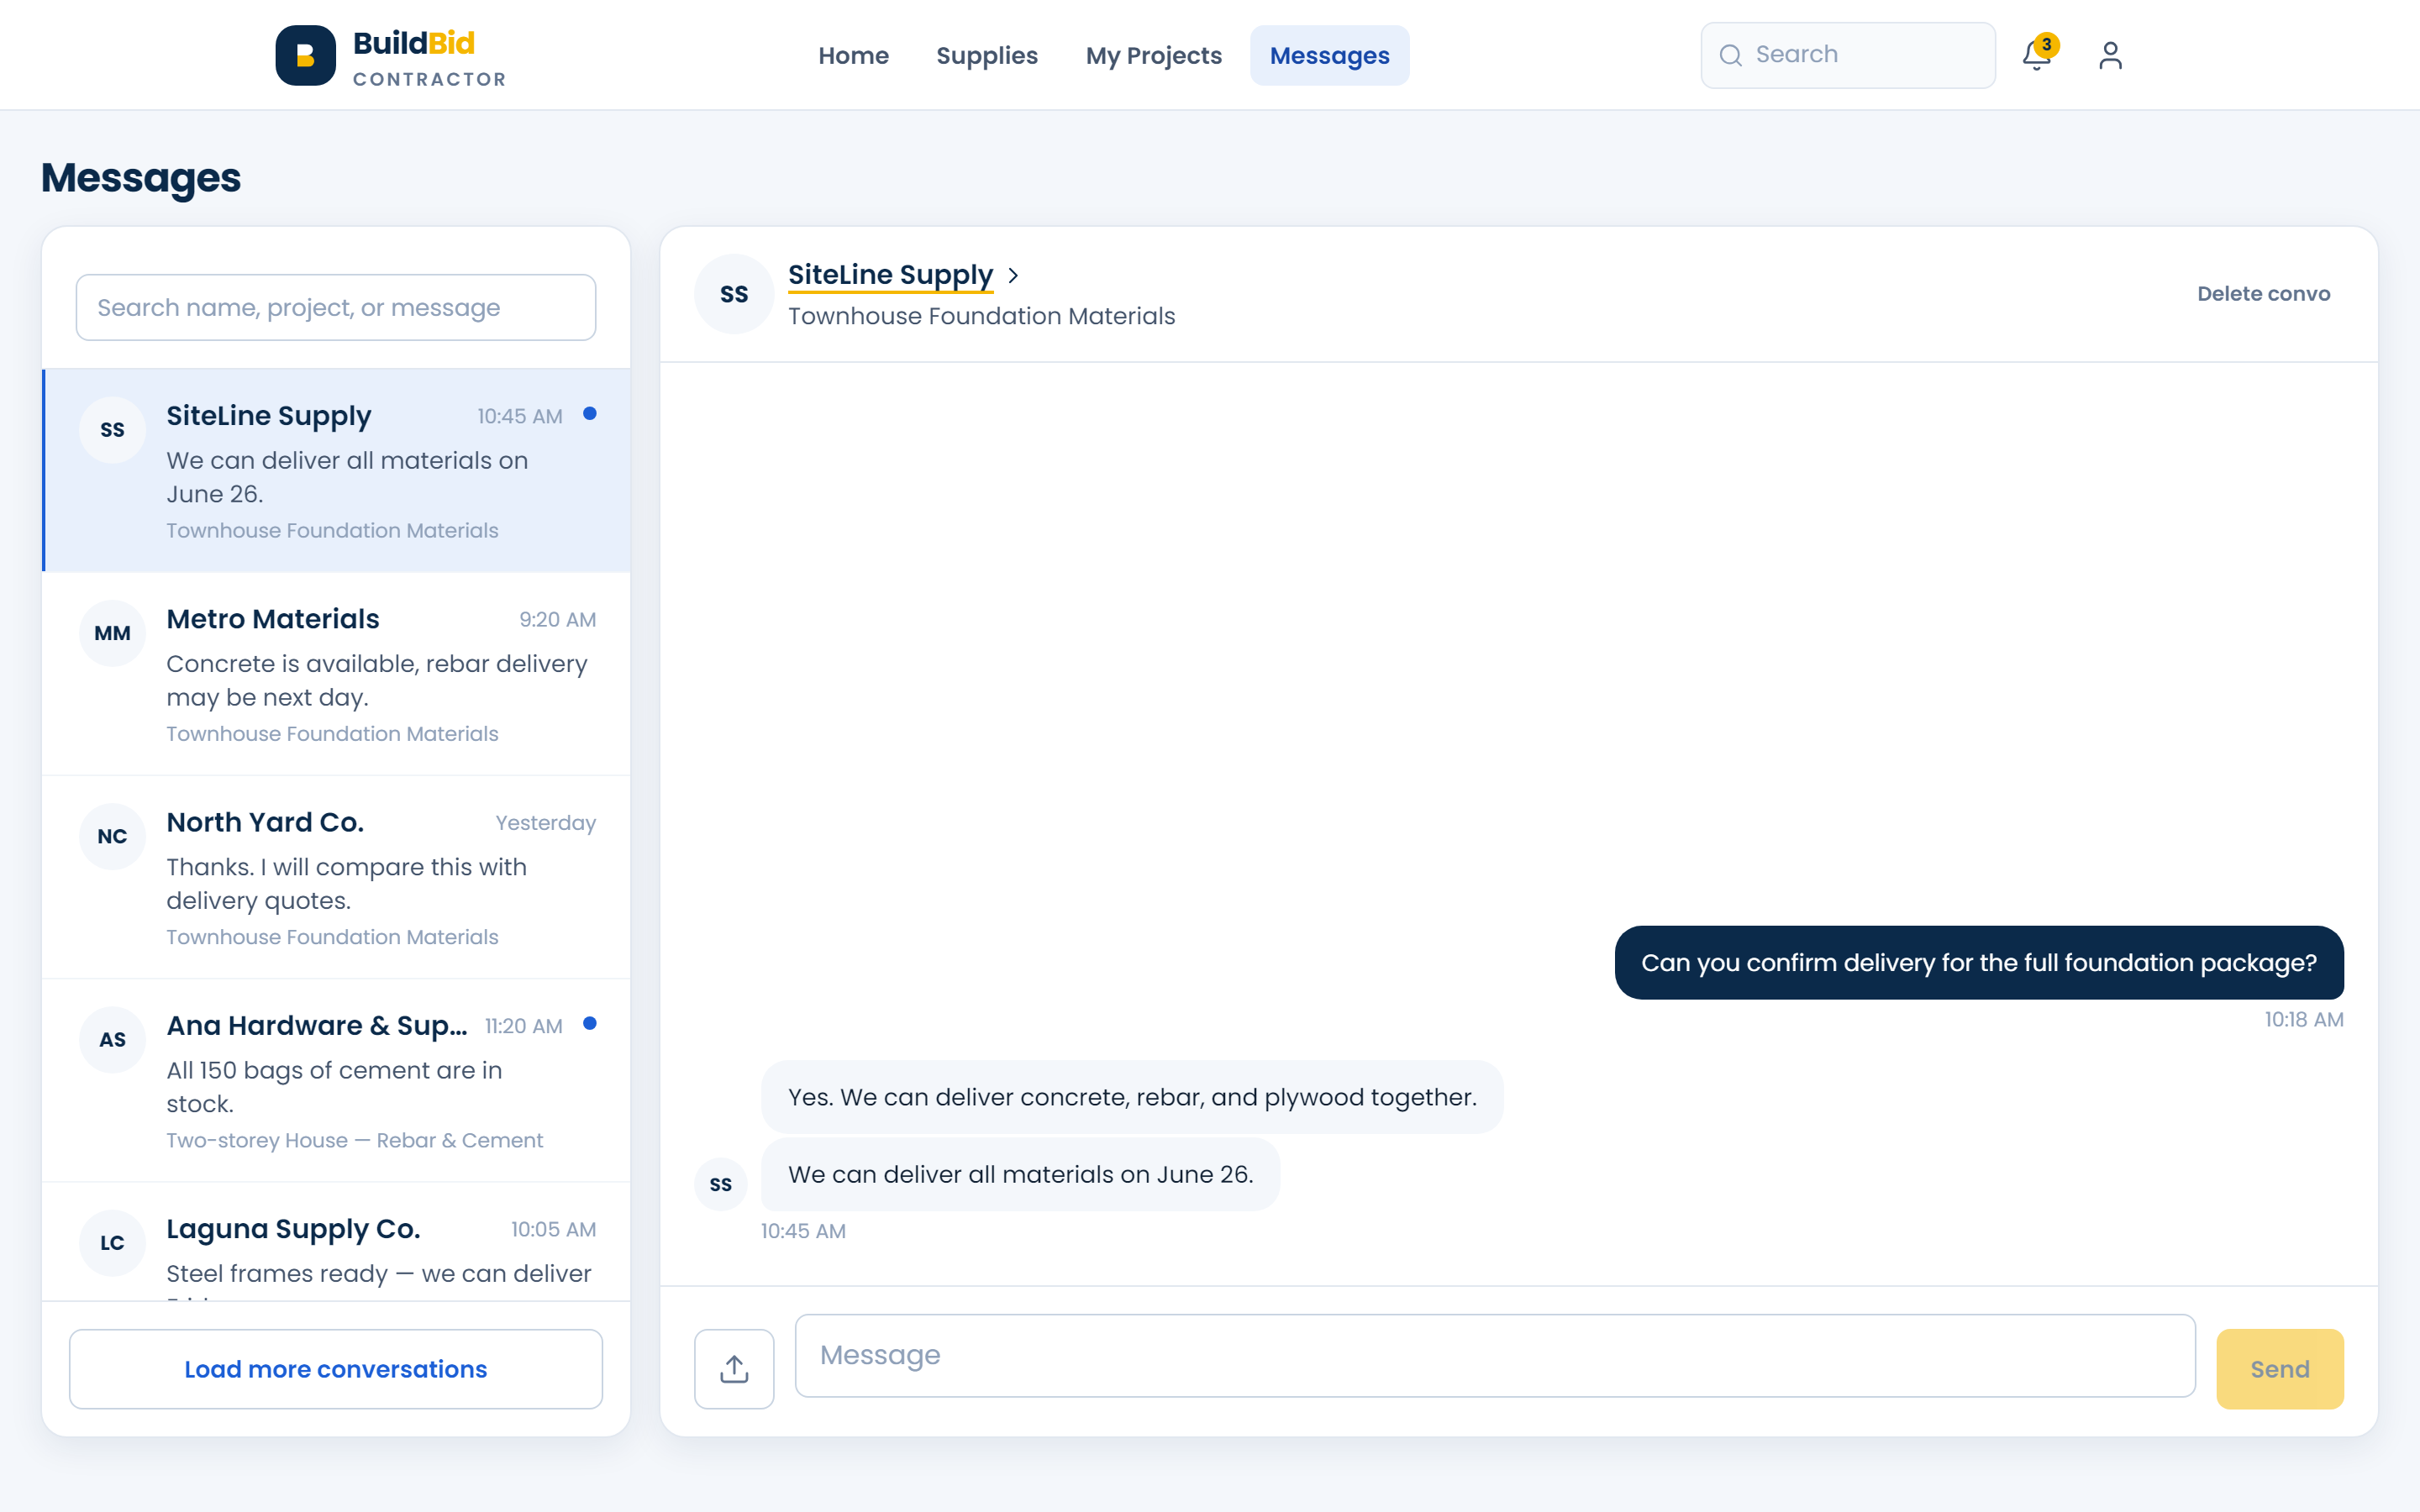 B
BuildBid
CONTRACTOR
Home
Supplies
My Projects
Messages
Search
3
Messages
Search name, project, or message
SS
SiteLine Supply
10:45 AM
We can deliver all materials on
June 26.
Townhouse Foundation Materials
MM
Metro Materials
9:20 AM
Concrete is available, rebar delivery
may be next day.
Townhouse Foundation Materials
NC
North Yard Co.
Yesterday
Thanks. I will compare this with
delivery quotes.
Townhouse Foundation Materials
AS
Ana Hardware & Sup...
11:20 AM
All 150 bags of cement are in
stock.
Two-storey House — Rebar & Cement
LC
Laguna Supply Co.
10:05 AM
Steel frames ready — we can deliver
Load more conversations
SS
SiteLine Supply
Townhouse Foundation Materials
Delete convo
Can you confirm delivery for the full foundation package?
10:18 AM
Yes. We can deliver concrete, rebar, and plywood together.
SS
We can deliver all materials on June 26.
10:45 AM
Message
Send